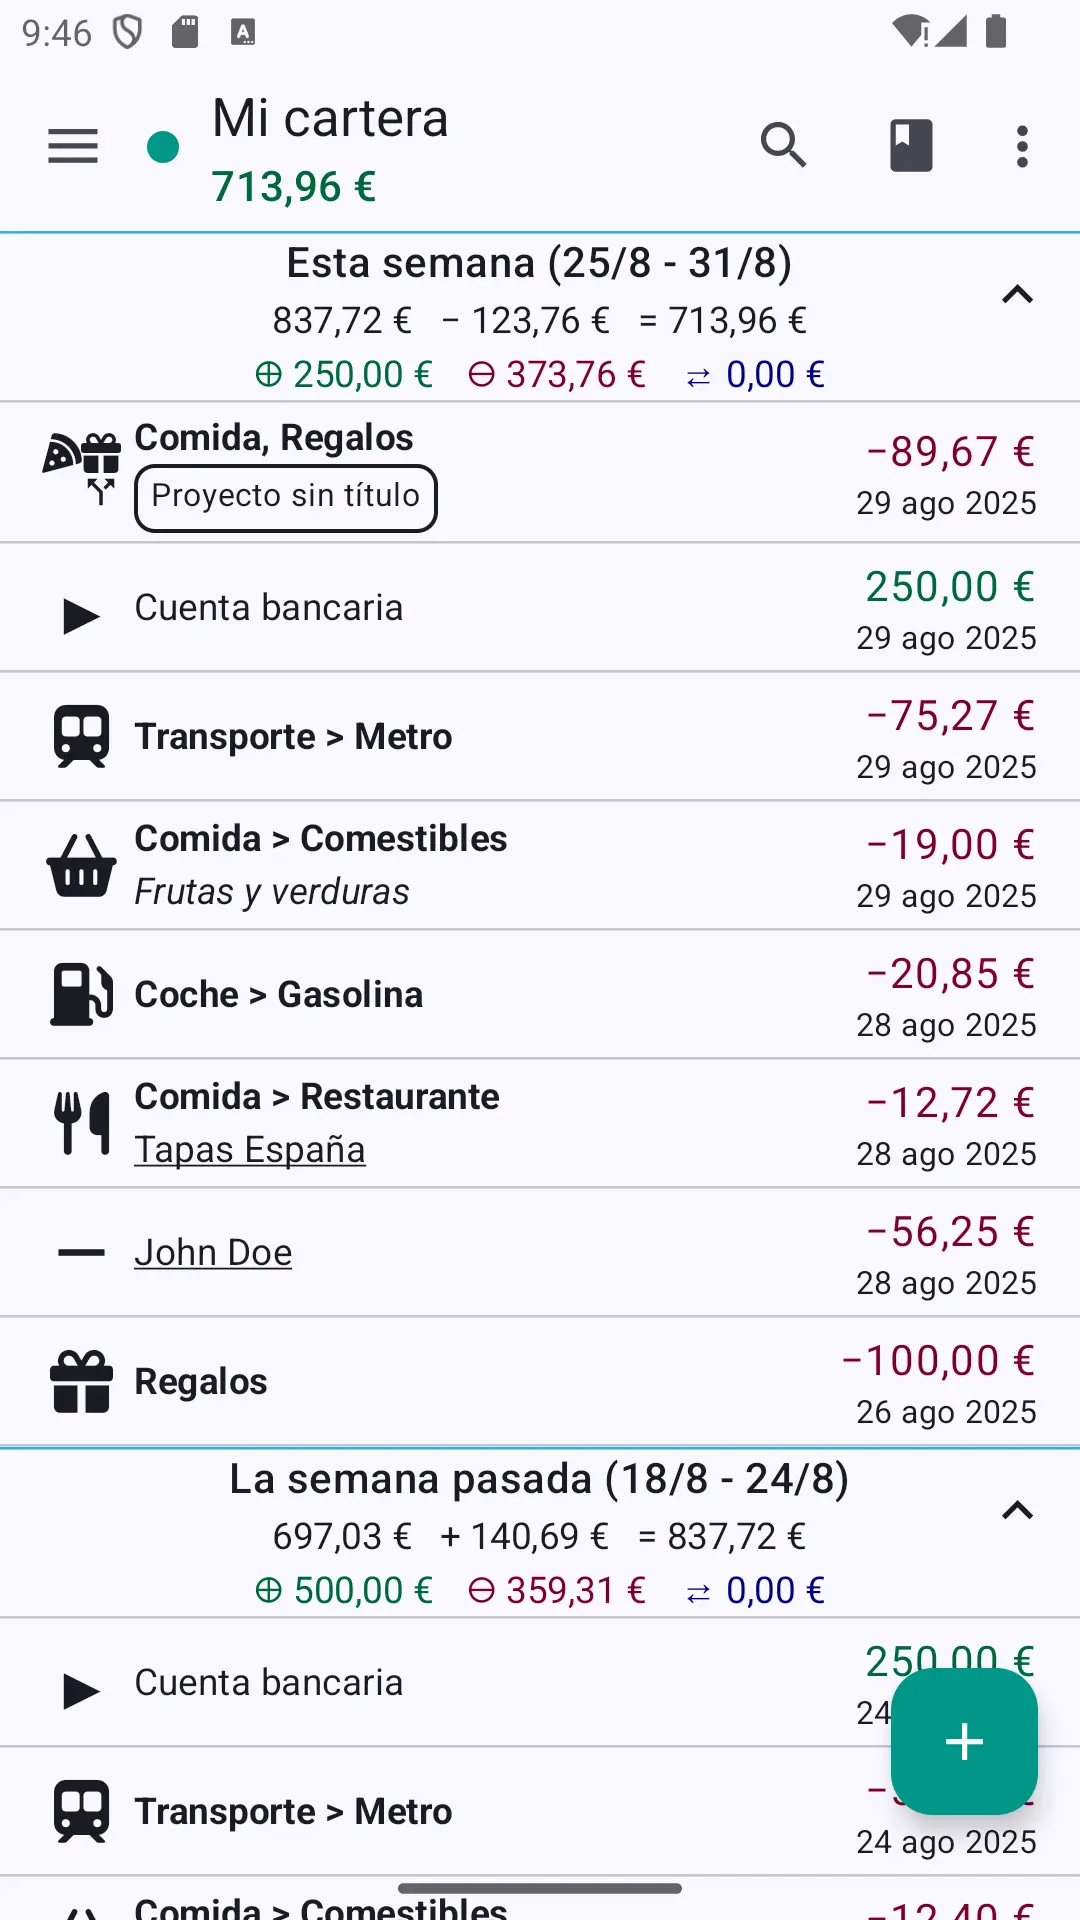 9:46
Mi cartera
713,96 €
Esta semana (25/8 - 31/8)
837,72 € − 123,76 € = 713,96 €
⊕ 250,00 € ⊖ 373,76 € ⇄ 0,00 €
Comida, Regalos
−89,67 €
Proyecto sin título
29 ago 2025
Cuenta bancaria
250,00 €
29 ago 2025
Transporte > Metro
−75,27 €
29 ago 2025
Comida > Comestibles
−19,00 €
Frutas y verduras
29 ago 2025
Coche > Gasolina
−20,85 €
28 ago 2025
Comida > Restaurante
−12,72 €
Tapas España
28 ago 2025
John Doe
−56,25 €
28 ago 2025
Regalos
−100,00 €
26 ago 2025
La semana pasada (18/8 - 24/8)
697,03 € + 140,69 € = 837,72 €
⊕ 500,00 € ⊖ 359,31 € ⇄ 0,00 €
Cuenta bancaria
250,00 €
24
Transporte > Metro
24 ago 2025
Comida > Comestibles
−12,40 €